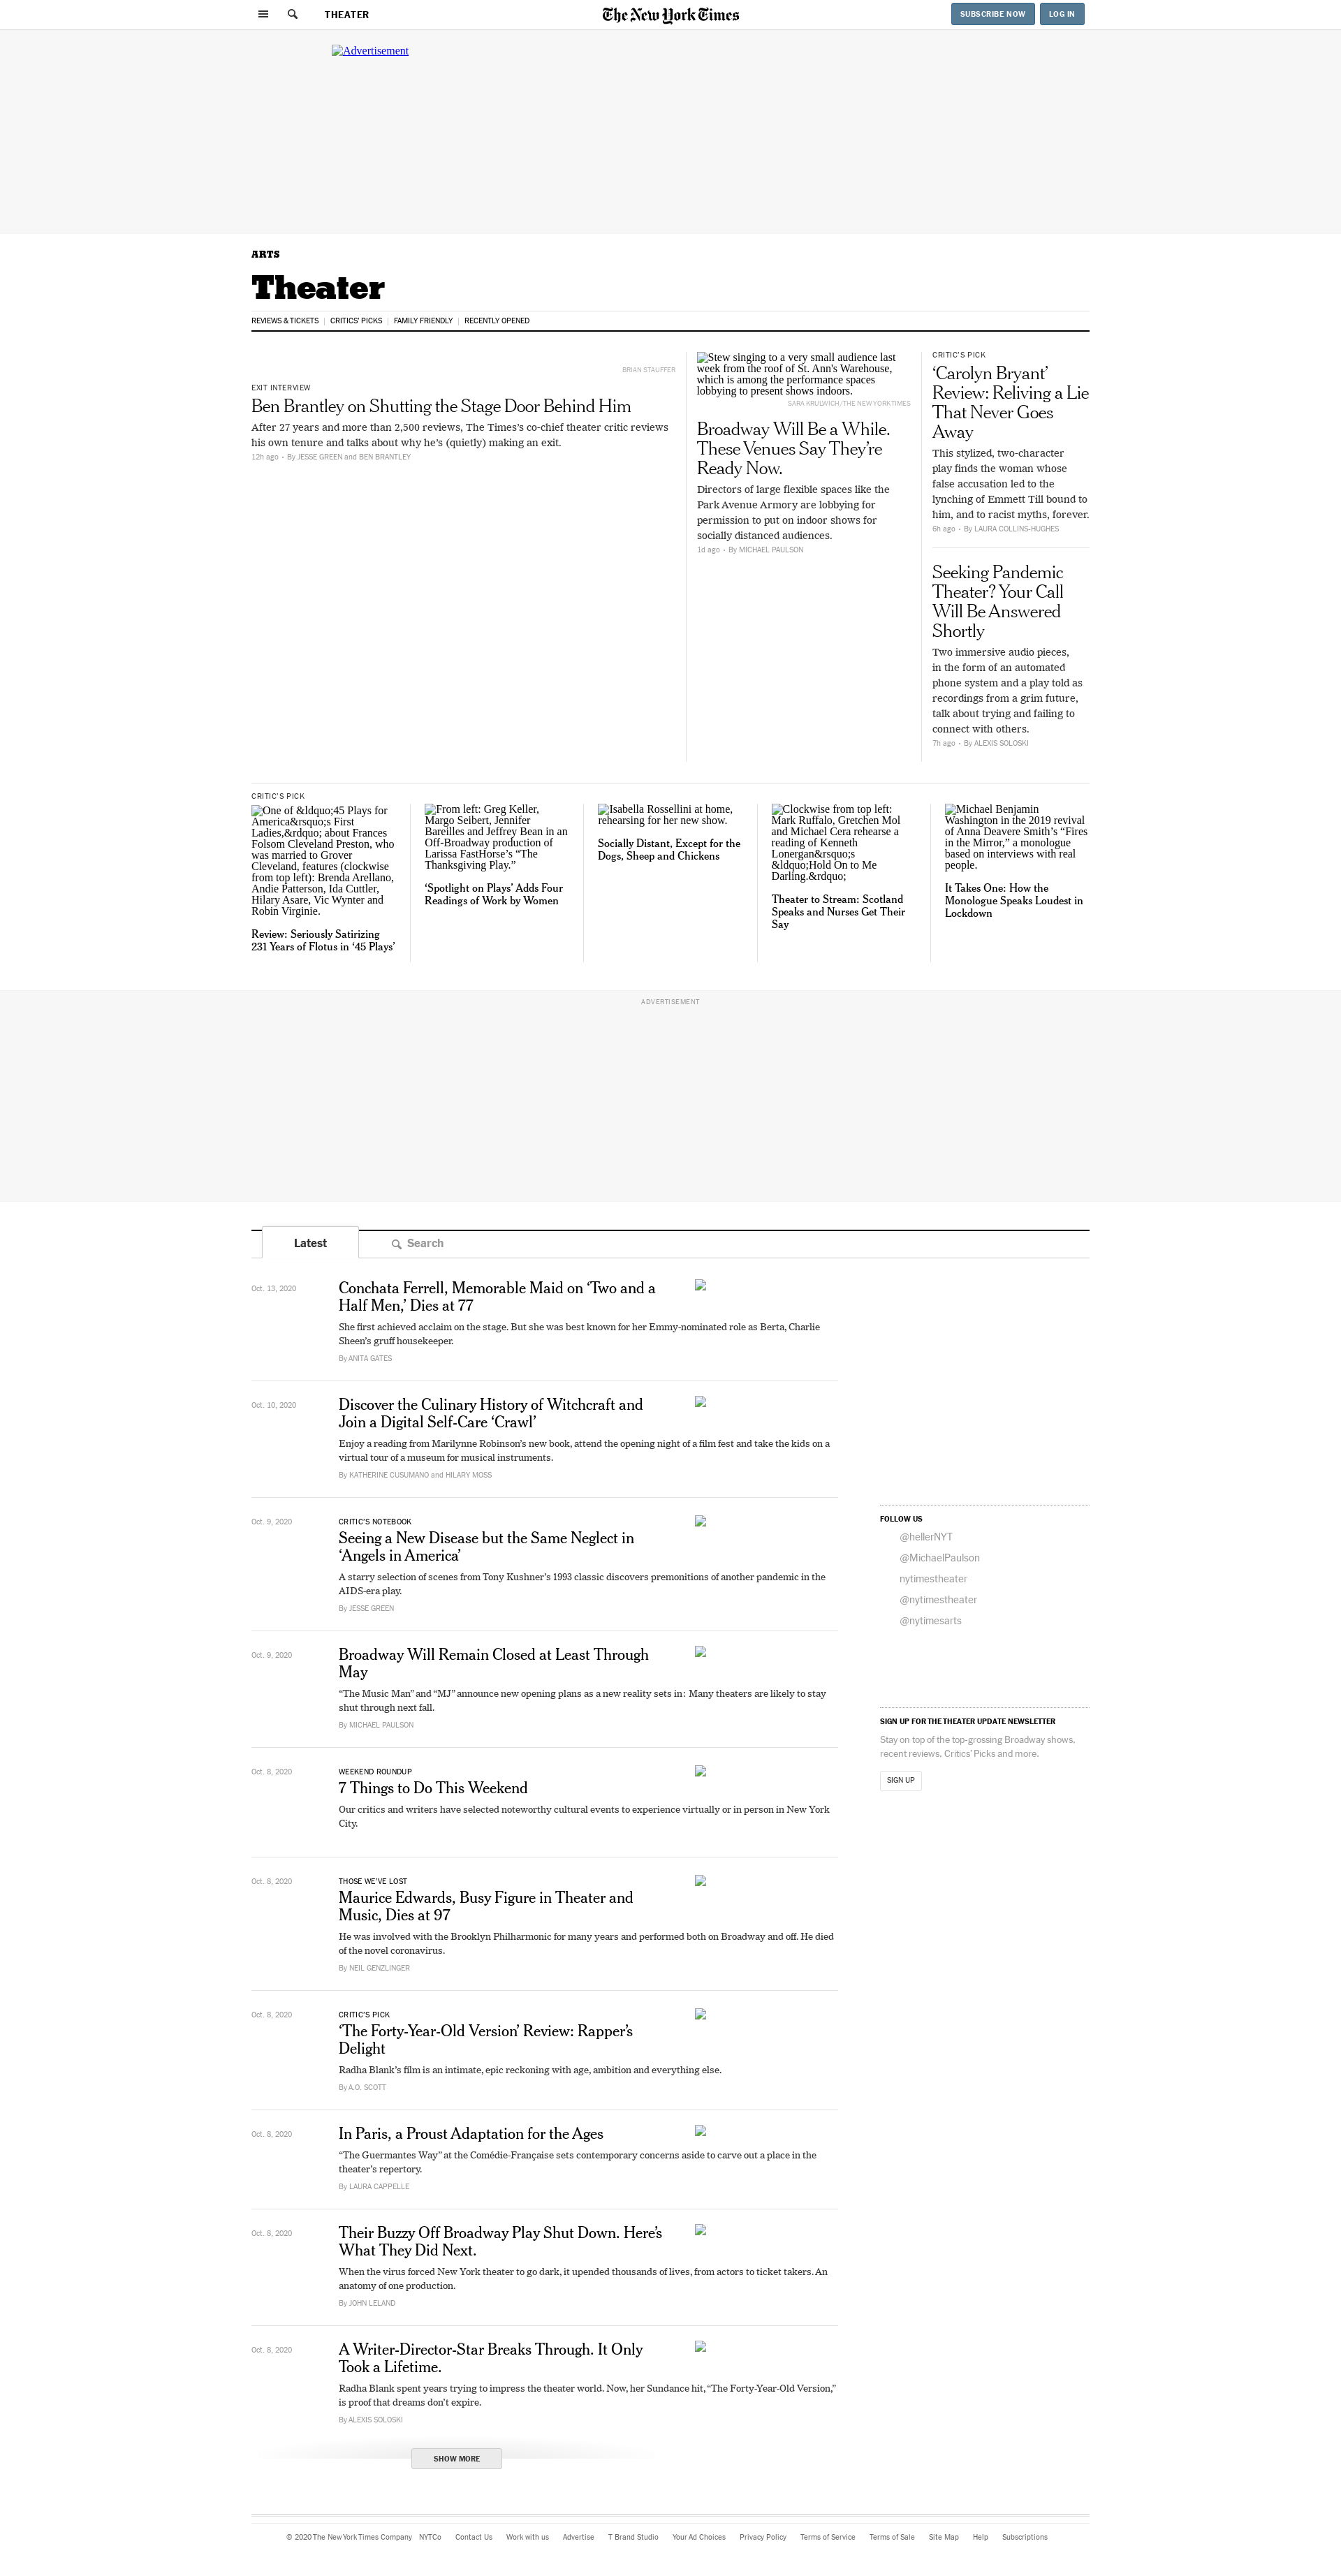 THEATER
The New York Times
SUBSCRIBE NOW
LOG IN
Advertisement
ARTS
Theater
REVIEWS & TICKETS
CRITICS' PICKS
FAMILY FRIENDLY
RECENTLY OPENED
BRIAN STAUFFER
EXIT INTERVIEW
Ben Brantley on Shutting the Stage Door Behind Him
After 27 years and more than 2,500 reviews, The Times’s co-chief theater critic reviews
his own tenure and talks about why he’s (quietly) making an exit.
12h ago • By JESSE GREEN and BEN BRANTLEY
Stew singing to a very small audience last
week from the roof of St. Ann's Warehouse,
which is among the performance spaces
lobbying to present shows indoors.
SARA KRULWICH/THE NEW YORK TIMES
Broadway Will Be a While.
These Venues Say They’re
Ready Now.
Directors of large flexible spaces like the
Park Avenue Armory are lobbying for
permission to put on indoor shows for
socially distanced audiences.
1d ago • By MICHAEL PAULSON
CRITIC’S PICK
‘Carolyn Bryant’
Review: Reliving a Lie
That Never Goes
Away
This stylized, two-character
play finds the woman whose
false accusation led to the
lynching of Emmett Till bound to
him, and to racist myths, forever.
6h ago • By LAURA COLLINS-HUGHES
Seeking Pandemic
Theater? Your Call
Will Be Answered
Shortly
Two immersive audio pieces,
in the form of an automated
phone system and a play told as
recordings from a grim future,
talk about trying and failing to
connect with others.
7h ago • By ALEXIS SOLOSKI
CRITIC’S PICK
One of &ldquo;45 Plays for
America&rsquo;s First
Ladies,&rdquo; about Frances
Folsom Cleveland Preston, who
was married to Grover
Cleveland, features (clockwise
from top left): Brenda Arellano,
Andie Patterson, Ida Cuttler,
Hilary Asare, Vic Wynter and
Robin Virginie.
Review: Seriously Satirizing
231 Years of Flotus in ‘45 Plays’
From left: Greg Keller,
Margo Seibert, Jennifer
Bareilles and Jeffrey Bean in an
Off-Broadway production of
Larissa FastHorse’s “The
Thanksgiving Play.”
‘Spotlight on Plays’ Adds Four
Readings of Work by Women
Isabella Rossellini at home,
rehearsing for her new show.
Socially Distant, Except for the
Dogs, Sheep and Chickens
Clockwise from top left:
Mark Ruffalo, Gretchen Mol
and Michael Cera rehearse a
reading of Kenneth
Lonergan&rsquo;s
&ldquo;Hold On to Me
Darling.&rdquo;
Theater to Stream: Scotland
Speaks and Nurses Get Their
Say
Michael Benjamin
Washington in the 2019 revival
of Anna Deavere Smith’s “Fires
in the Mirror,” a monologue
based on interviews with real
people.
It Takes One: How the
Monologue Speaks Loudest in
Lockdown
ADVERTISEMENT
Latest
Search
Oct. 13, 2020
Conchata Ferrell, Memorable Maid on ‘Two and a
Half Men,’ Dies at 77
She first achieved acclaim on the stage. But she was best known for her Emmy-nominated role as Berta, Charlie
Sheen’s gruff housekeeper.
By ANITA GATES
Oct. 10, 2020
Discover the Culinary History of Witchcraft and
Join a Digital Self-Care ‘Crawl’
Enjoy a reading from Marilynne Robinson’s new book, attend the opening night of a film fest and take the kids on a
virtual tour of a museum for musical instruments.
By KATHERINE CUSUMANO and HILARY MOSS
Oct. 9, 2020
CRITIC’S NOTEBOOK
Seeing a New Disease but the Same Neglect in
‘Angels in America’
A starry selection of scenes from Tony Kushner’s 1993 classic discovers premonitions of another pandemic in the
AIDS-era play.
By JESSE GREEN
Oct. 9, 2020
Broadway Will Remain Closed at Least Through
May
“The Music Man” and “MJ” announce new opening plans as a new reality sets in: Many theaters are likely to stay
shut through next fall.
By MICHAEL PAULSON
Oct. 8, 2020
WEEKEND ROUNDUP
7 Things to Do This Weekend
Our critics and writers have selected noteworthy cultural events to experience virtually or in person in New York
City.
Oct. 8, 2020
THOSE WE’VE LOST
Maurice Edwards, Busy Figure in Theater and
Music, Dies at 97
He was involved with the Brooklyn Philharmonic for many years and performed both on Broadway and off. He died
of the novel coronavirus.
By NEIL GENZLINGER
Oct. 8, 2020
CRITIC’S PICK
‘The Forty-Year-Old Version’ Review: Rapper’s
Delight
Radha Blank’s film is an intimate, epic reckoning with age, ambition and everything else.
By A.O. SCOTT
Oct. 8, 2020
In Paris, a Proust Adaptation for the Ages
“The Guermantes Way” at the Comédie-Française sets contemporary concerns aside to carve out a place in the
theater’s repertory.
By LAURA CAPPELLE
Oct. 8, 2020
Their Buzzy Off Broadway Play Shut Down. Here’s
What They Did Next.
When the virus forced New York theater to go dark, it upended thousands of lives, from actors to ticket takers. An
anatomy of one production.
By JOHN LELAND
Oct. 8, 2020
A Writer-Director-Star Breaks Through. It Only
Took a Lifetime.
Radha Blank spent years trying to impress the theater world. Now, her Sundance hit, “The Forty-Year-Old Version,”
is proof that dreams don’t expire.
By ALEXIS SOLOSKI
SHOW MORE
FOLLOW US
@hellerNYT
@MichaelPaulson
nytimestheater
@nytimestheater
@nytimesarts
SIGN UP FOR THE THEATER UPDATE NEWSLETTER
Stay on top of the top-grossing Broadway shows,
recent reviews, Critics’ Picks and more.
SIGN UP
© 2020 The New York Times Company NYTCo Contact Us Work with us Advertise T Brand Studio Your Ad Choices Privacy Policy Terms of Service Terms of Sale Site Map Help Subscriptions